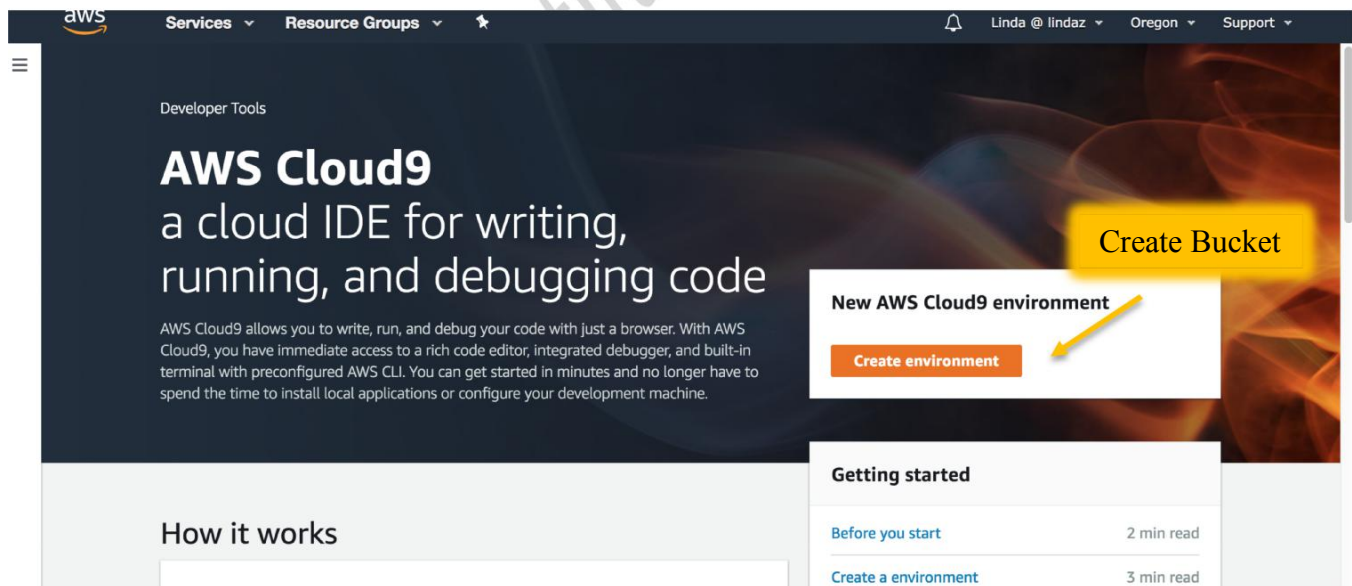 aws Services Resource Groups Linda @ lindaz Oregon Support
Developer Tools
AWS Cloud9
a cloud IDE for writing,
running, and debugging code
AWS Cloud9 allows you to write, run, and debug your code with just a browser. With AWS
Cloud9, you have immediate access to a rich code editor, integrated debugger, and built-in
terminal with preconfigured AWS CLI. You can get started in minutes and no longer have to
spend the time to install local applications or configure your development machine.
Create Bucket
New AWS Cloud9 environment
Create environment
Getting started
Before you start 2 min read
Create a environment 3 min read
How it works